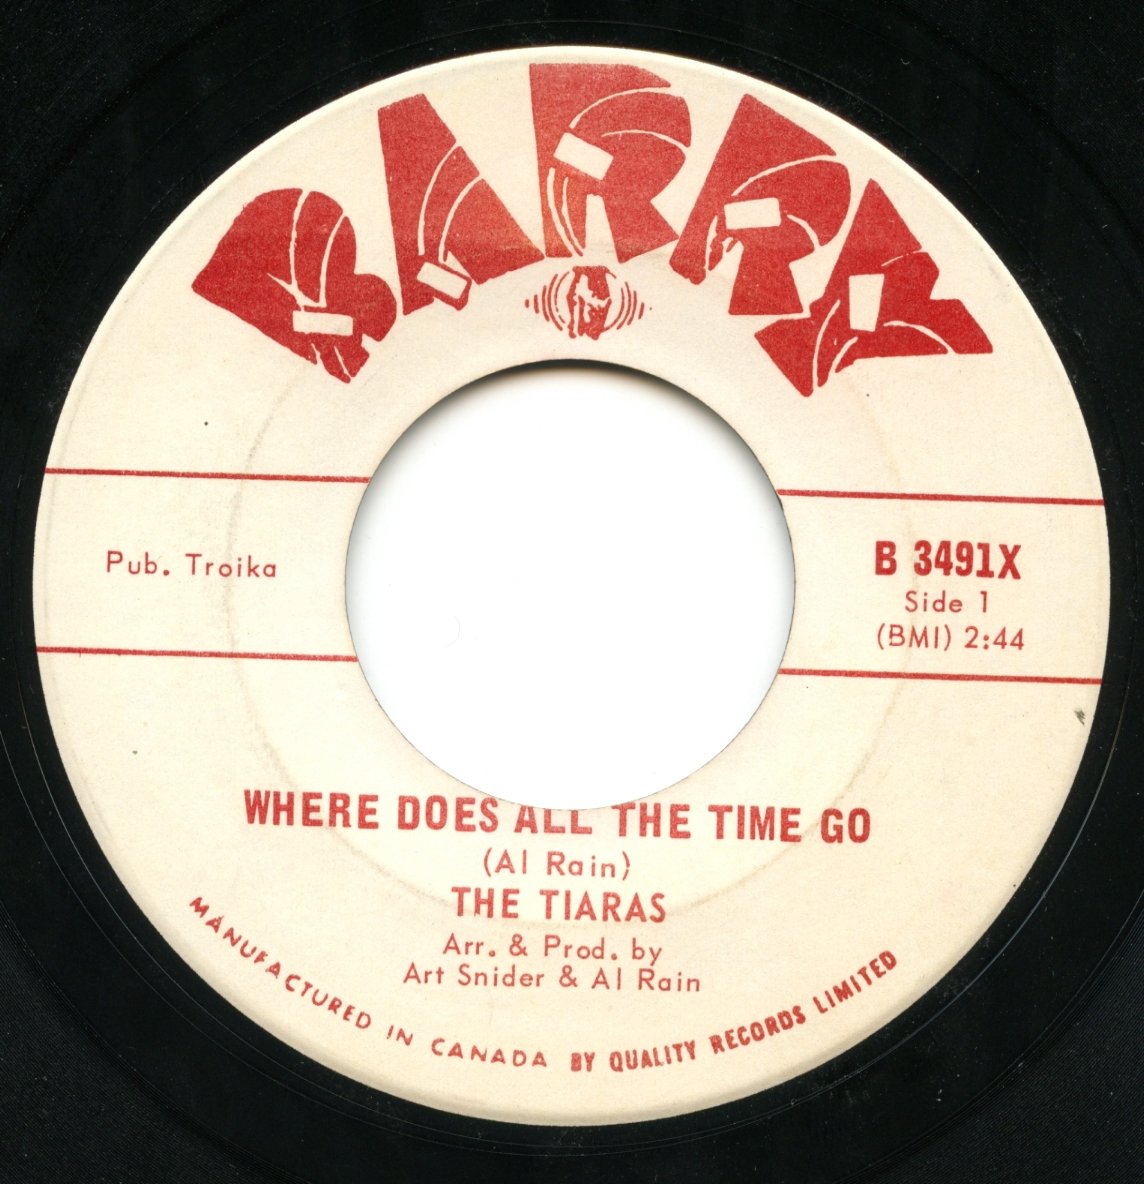 BARRY
Pub. Troika
B 3491X
Side 1
(BMI) 2:44
WHERE DOES ALL THE TIME GO
(Al Rain)
THE TIARAS
Arr. & Prod. by
Art Snider & Al Rain
MANUFACTURED IN CANADA BY QUALITY RECORDS LIMITED